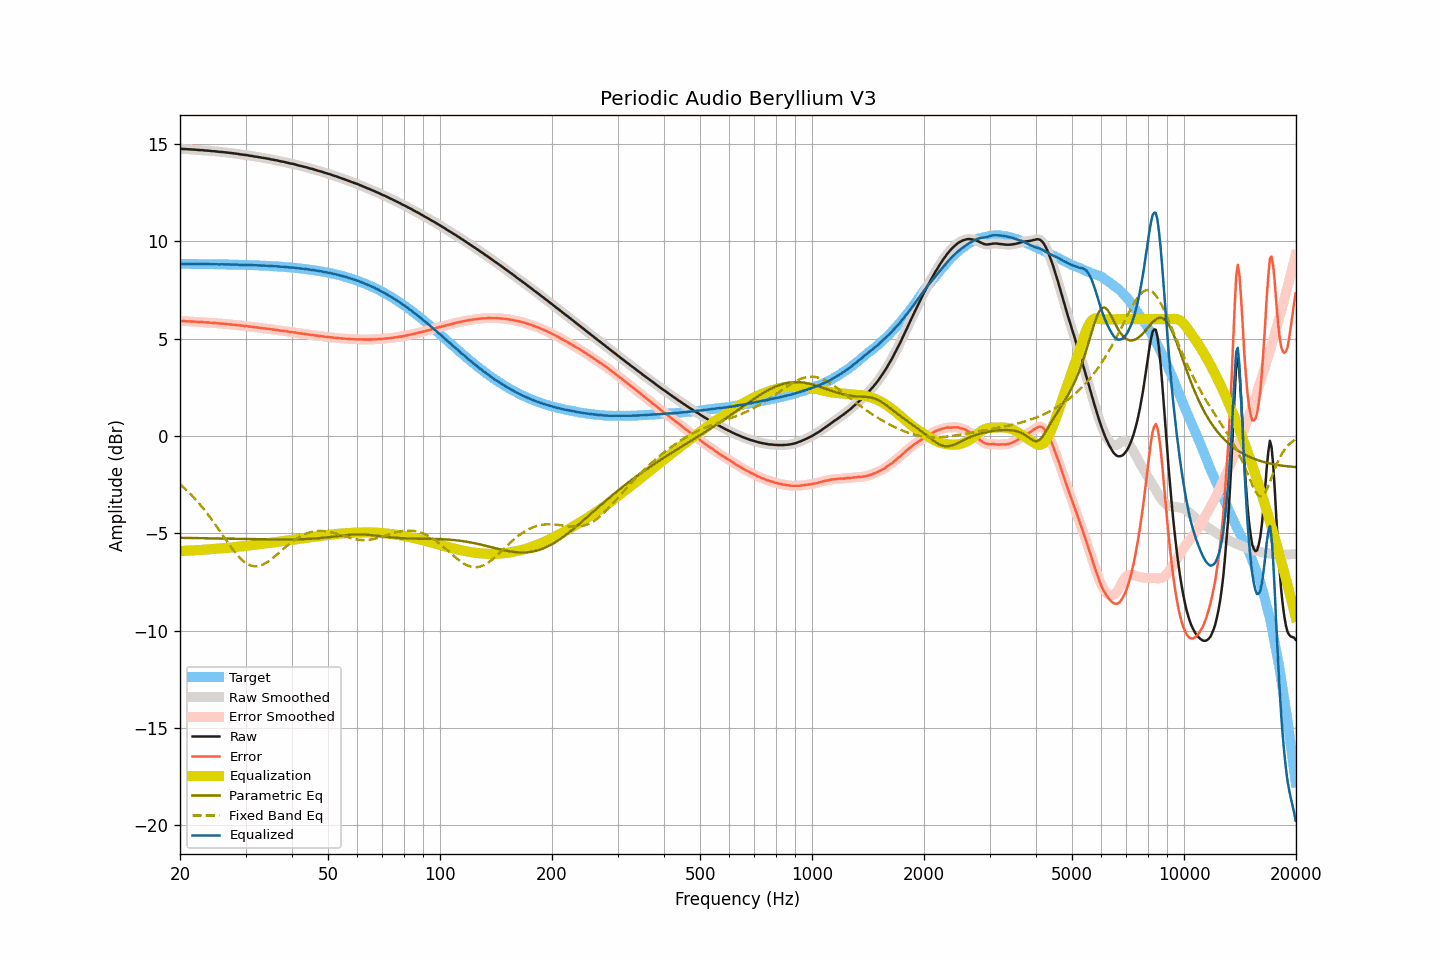 Periodic Audio Beryllium V3
15
10
5
0
−5
−10
−15
−20
Amplitude (dBr)
Target
Raw Smoothed
Error Smoothed
Raw
Error
Equalization
Parametric Eq
Fixed Band Eq
Equalized
20 50 100 200 500 1000 2000 5000 10000 20000
Frequency (Hz)